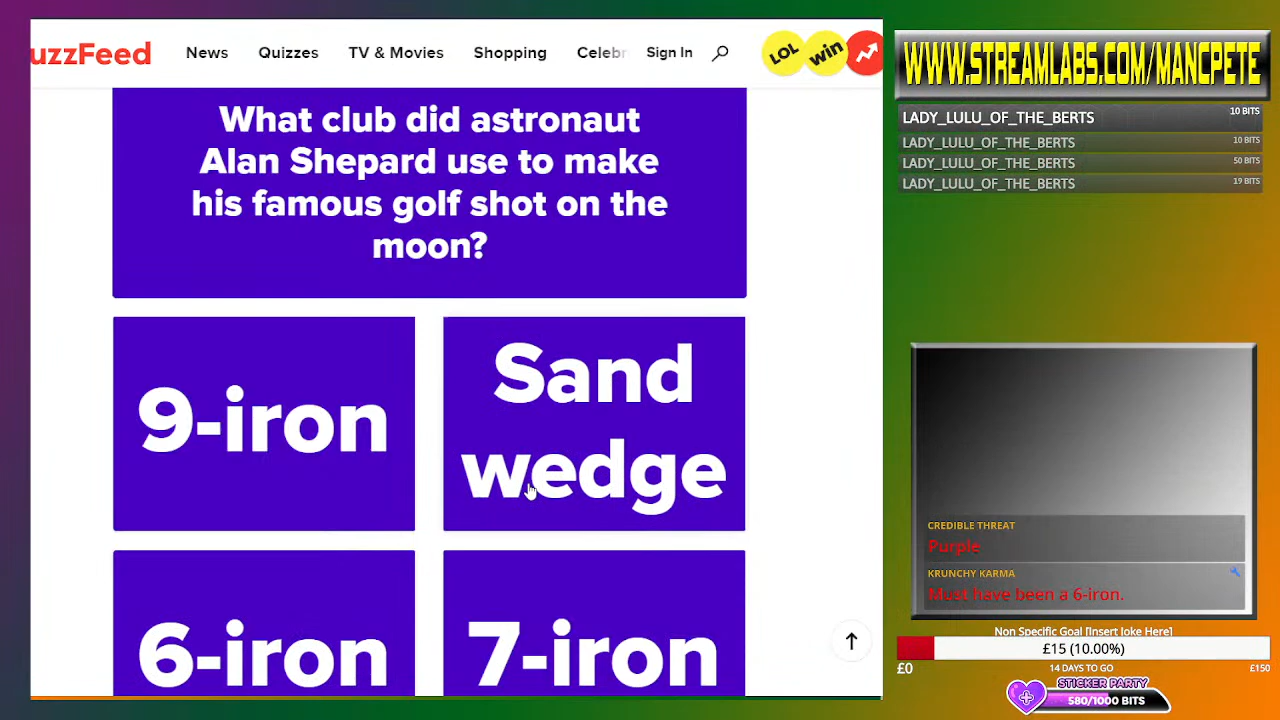 uzzFeed
News
Quizzes
TV & Movies
Shopping
Celebr
Sign In
LOL
win
What club did astronaut
Alan Shepard use to make
his famous golf shot on the
moon?
9-iron
Sand
wedge
6-iron
7-iron
WWW.STREAMLABS.COM/MANCPETE
LADY_LULU_OF_THE_BERTS 10 BITS
LADY_LULU_OF_THE_BERTS 10 BITS
LADY_LULU_OF_THE_BERTS 50 BITS
LADY_LULU_OF_THE_BERTS 19 BITS
CREDIBLE THREAT
Purple
KRUNCHY KARMA
Must have been a 6-iron.
Non Specific Goal [Insert Joke Here]
£15 (10.00%)
£0 14 DAYS TO GO £150
STICKER PARTY
580/1000 BITS